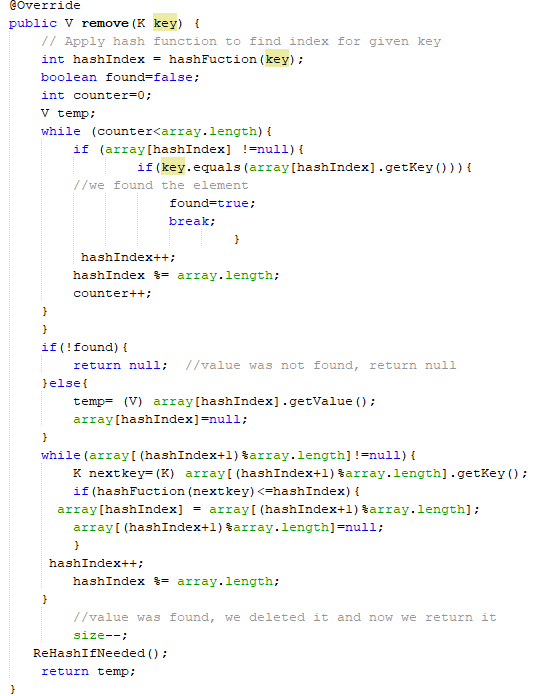 @Override
public V remove(K key) {
// Apply hash function to find index for given key
int hashIndex = hashFuction(key);
boolean found=false;
int counter=0;
V temp;
while (counter<array.length){
if (array[hashIndex] !=null){
if(key.equals(array[hashIndex].getKey())){
//we found the element
found=true;
break;
}
hashIndex++;
hashIndex %= array.length;
counter++;
}
}
if(!found){
return null;  //value was not found, return null
}else{
temp= (V) array[hashIndex].getValue();
array[hashIndex]=null;
}
while(array[(hashIndex+1)%array.length]!=null){
K nextkey=(K) array[(hashIndex+1)%array.length].getKey();
if(hashFuction(nextkey)<=hashIndex){
array[hashIndex] = array[(hashIndex+1)%array.length];
array[(hashIndex+1)%array.length]=null;
}
hashIndex++;
hashIndex %= array.length;
}
//value was found, we deleted it and now we return it
size--;
ReHashIfNeeded();
return temp;
}